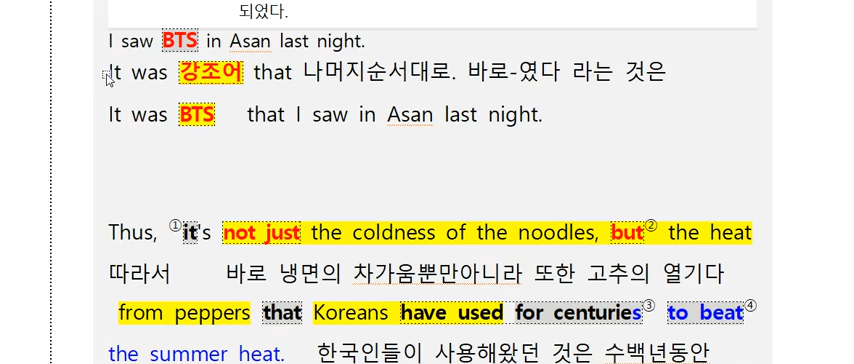 되었다.
I saw BTS in Asan last night.
It was 강조어 that 나머지순서대로. 바로-였다 라는 것은
It was BTS that I saw in Asan last night.
Thus, ①it's not just the coldness of the noodles, but② the heat
따라서 바로 냉면의 차가움뿐만아니라 또한 고추의 열기다
from peppers that Koreans have used for centuries③ to beat④
the summer heat. 한국인들이 사용해왔던 것은 수백년동안